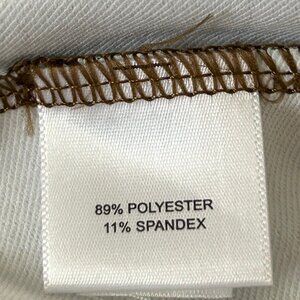 89% POLYESTER
11% SPANDEX